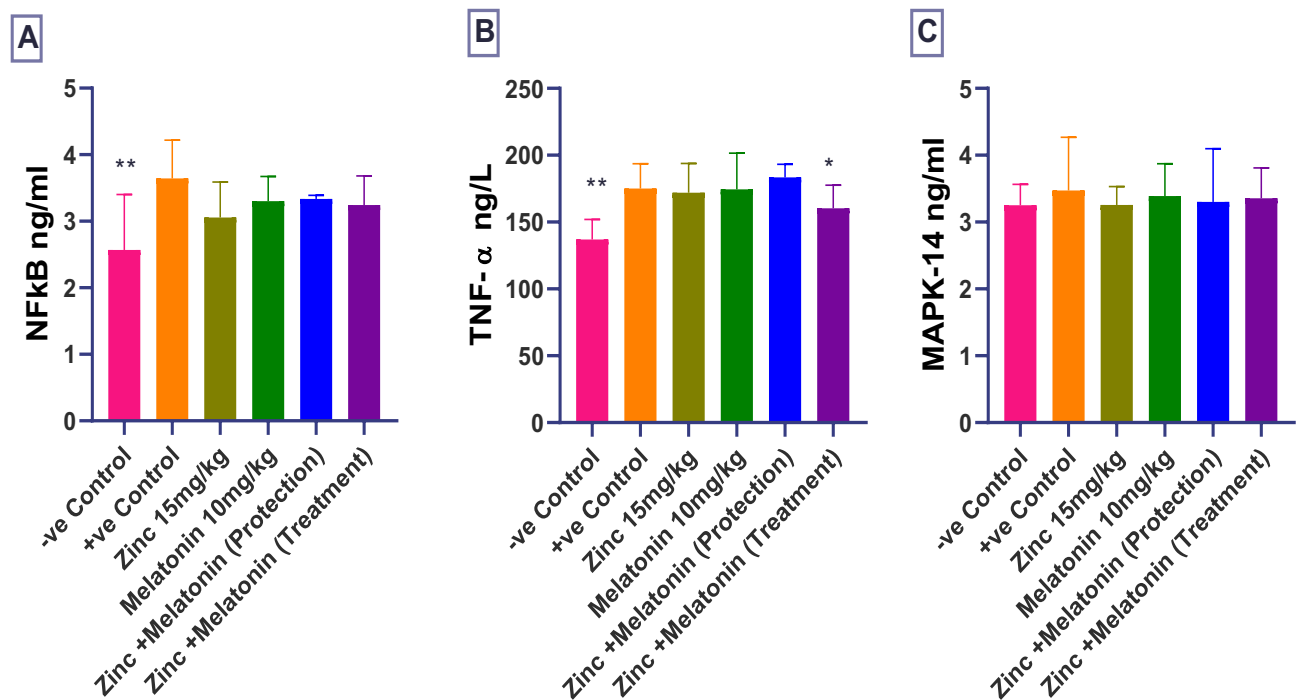 A
NFkB ng/ml
5
4
3
2
1
0
**
-ve Control
+ve Control
Zinc 15mg/kg
Melatonin 10mg/kg
Zinc +Melatonin (Protection)
Zinc +Melatonin (Treatment)
B
TNF- α ng/L
250
200
150
100
50
0
**
*
-ve Control
+ve Control
Zinc 15mg/kg
Melatonin 10mg/kg
Zinc +Melatonin (Protection)
Zinc +Melatonin (Treatment)
C
MAPK-14 ng/ml
5
4
3
2
1
0
-ve Control
+ve Control
Zinc 15mg/kg
Melatonin 10mg/kg
Zinc +Melatonin (Protection)
Zinc +Melatonin (Treatment)